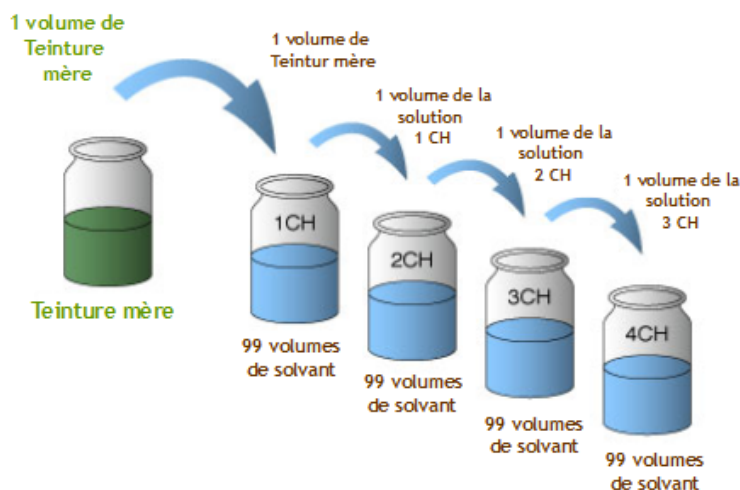 1 volume de
Teinture
mère
1 volume de
Teintur mère
1 volume de la
solution
1 CH
1 volume de la
solution
2 CH
1 volume de la
solution
3 CH
1CH
2CH
3CH
4CH
Teinture mère
99 volumes
de solvant
99 volumes
de solvant
99 volumes
de solvant
99 volumes
de solvant